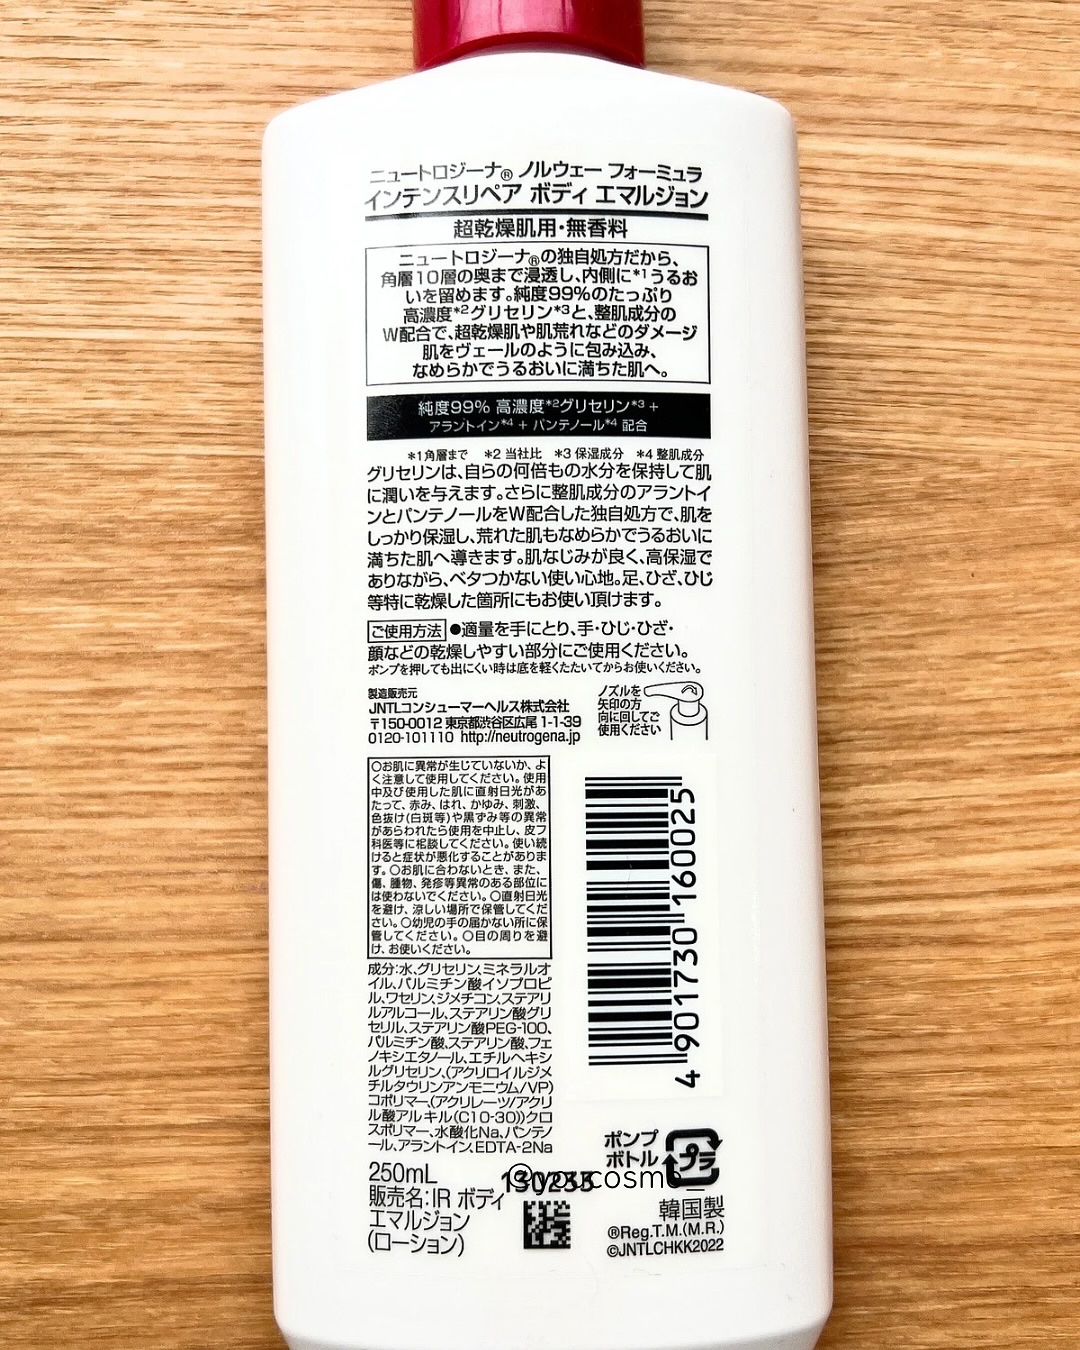 ニュートロジーナ® ノルウェー フォーミュラ
インテンスリペア ボディ エマルジョン
超乾燥肌用・無香料
ニュートロジーナ®の独自処方だから、
角層10層の奥まで浸透し、内側に*1うるお
いを留めます。純度99%のたっぷり
高濃度*2グリセリン*3と、整肌成分の
W配合で、超乾燥肌や肌荒れなどのダメージ
肌をヴェールのように包み込み、
なめらかでうるおいに満ちた肌へ。
純度99% 高濃度*2グリセリン*3 +
アラントイン*4 + パンテノール*4 配合
*1角層まで *2 当社比 *3 保湿成分 *4 整肌成分
グリセリンは、自らの何倍もの水分を保持して肌
に潤いを与えます。さらに整肌成分のアラントイ
ンとパンテノールをW配合した独自処方で、肌を
しっかり保湿し、荒れた肌もなめらかでうるおいに
満ちた肌へ導きます。肌なじみが良く、高保湿で
ありながら、ベタつかない使い心地。足、ひざ、ひじ
等特に乾燥した箇所にもお使い頂けます。
ご使用方法 ●適量を手にとり、手・ひじ・ひざ・
顔などの乾燥しやすい部分にご使用ください。
ポンプを押しても出にくい時は底を軽くたたいてからお使いください。
製造販売元
JNTLコンシューマーヘルス株式会社
〒150-0012 東京都渋谷区広尾 1-1-39
0120-101110 http://neutrogena.jp
ノズルを
矢印の方
向に回してご
使用ください
○お肌に異常が生じていないか、よ
く注意して使用してください。使用
中及び使用した肌に直射日光があ
たって、赤み、はれ、かゆみ、刺激、
色抜け(白斑等)や黒ずみ等の異常
があらわれたら使用を中止し、皮フ
科医等に相談してください。使い続
けると症状が悪化することがありま
す。○お肌に合わないとき、また、
傷、腫物、発疹等異常のある部位に
は使わないでください。○直射日光
を避け、涼しい場所で保管してくだ
さい。○幼児の手の届かない所に保
管してください。○目の周りを避
け、お使いください。
成分:水、グリセリン、ミネラルオ
イル、パルミチン酸イソプロピ
ル、ワセリン、ジメチコン、ステアリ
ルアルコール、ステアリン酸グリ
セリル、ステアリン酸PEG-100、
パルミチン酸、ステアリン酸、フェ
ノキシエタノール、エチルヘキシ
ルグリセリン、(アクリロイルジメ
チルタウリンアンモニウム/VP)
コポリマー、(アクリレーツ/アクリ
ル酸アルキル(C10-30))クロ
スポリマー、水酸化Na、パンテノ
ール、アラントイン、EDTA-2Na
4 901730 160025
250mL
販売名:IR ボディ
エマルジョン
(ローション)
130233
@youcosme_
ポンプ
ボトル
プラ
韓国製
®Reg.T.M.(M.R.)
©JNTLCHKK2022